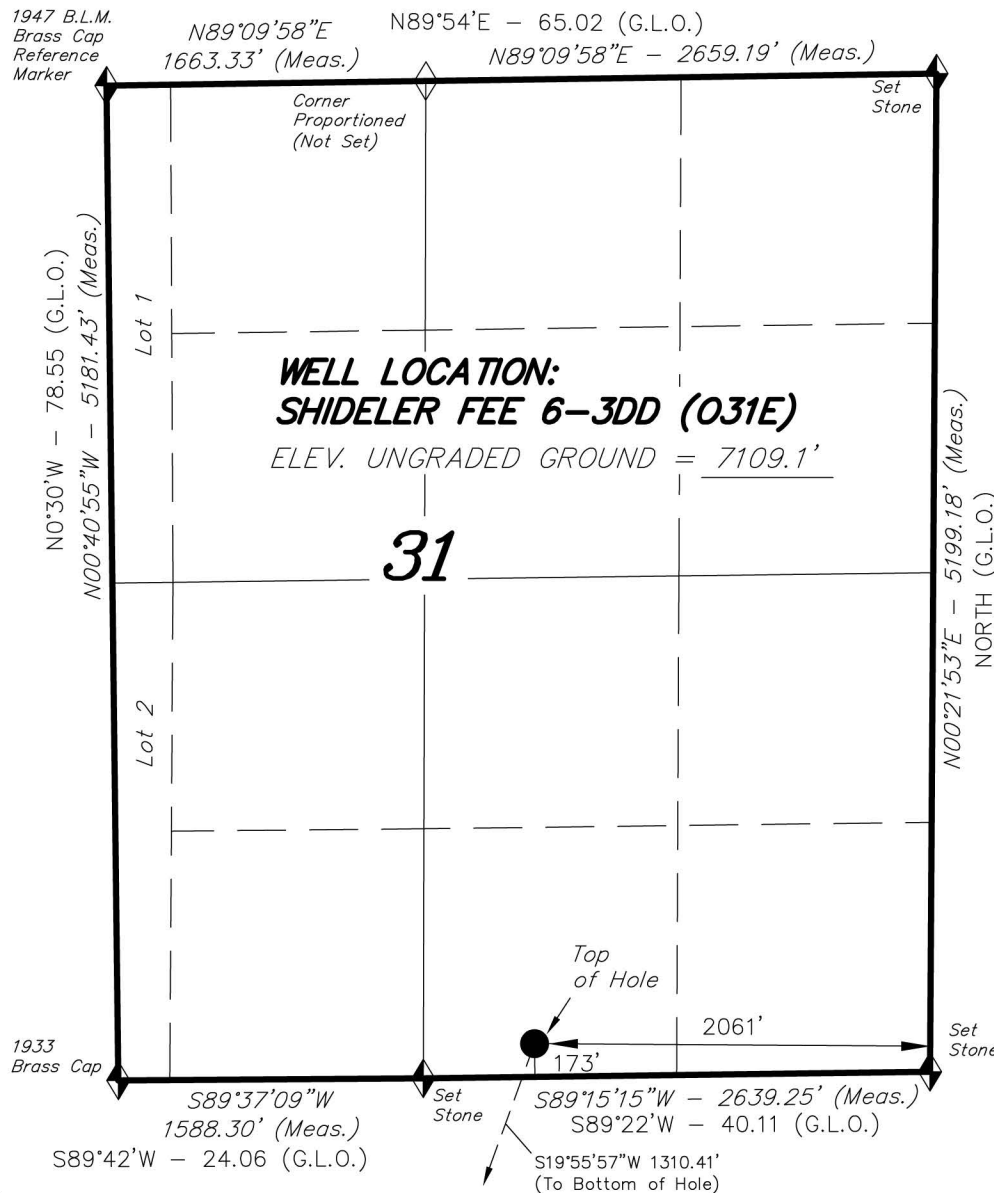 1947 B.L.M.
Brass Cap
Reference
Marker
N89°09'58"E
1663.33' (Meas.)
N89°54'E - 65.02 (G.L.O.)
N89°09'58"E - 2659.19' (Meas.)
Corner
Proportioned
(Not Set)
Set
Stone
N0°30'W - 78.55 (G.L.O.)
N00°40'55"W - 5181.43' (Meas.)
Lot 1
WELL LOCATION:
SHIDELER FEE 6-3DD (O31E)
ELEV. UNGRADED GROUND = 7109.1'
31
N00°21'53"E - 5199.18' (Meas.)
NORTH (G.L.O.)
Lot 2
Top
of Hole
2061'
173'
1933
Brass Cap
Set
Stone
Set
Stone
S89°37'09"W
1588.30' (Meas.)
S89°42'W - 24.06 (G.L.O.)
S89°15'15"W - 2639.25' (Meas.)
S89°22'W - 40.11 (G.L.O.)
S19°55'57"W 1310.41'
(To Bottom of Hole)